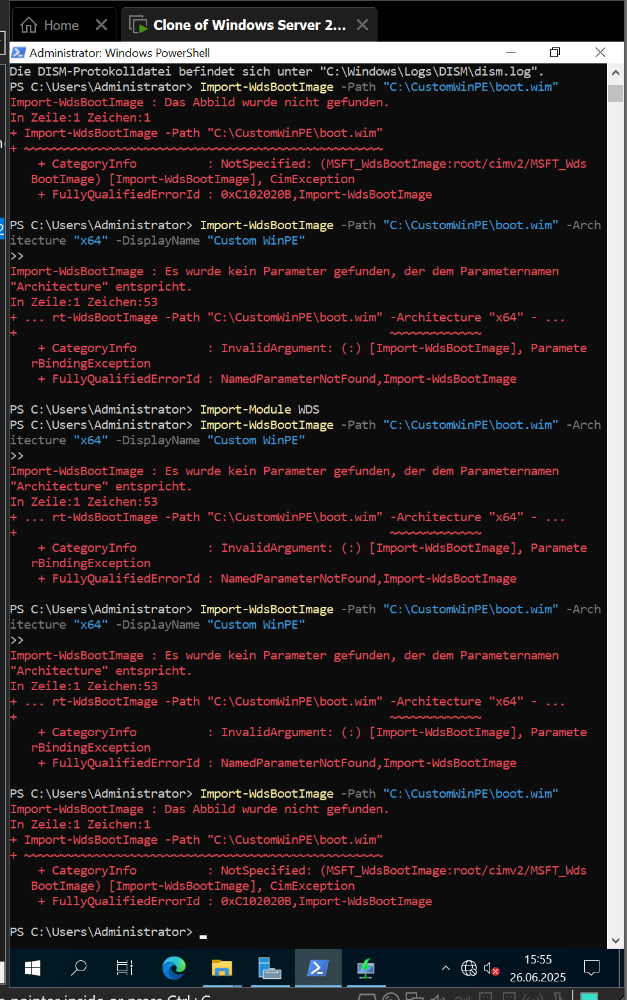 Home
Clone of Windows Server 2...
Administrator: Windows PowerShell
Die DISM-Protokolldatei befindet sich unter "C:\Windows\Logs\DISM\dism.log".
PS C:\Users\Administrator> Import-WdsBootImage -Path "C:\CustomWinPE\boot.wim"
Import-WdsBootImage : Das Abbild wurde nicht gefunden.
In Zeile:1 Zeichen:1
+ Import-WdsBootImage -Path "C:\CustomWinPE\boot.wim"
+ ~~~~~~~~~~~~~~~~~~~~~~~~~~~~~~~~~~~~~~~~~~~~~~~~~~~
+ CategoryInfo          : NotSpecified: (MSFT_WdsBootImage:root/cimv2/MSFT_Wds
BootImage) [Import-WdsBootImage], CimException
+ FullyQualifiedErrorId : 0xC102020B,Import-WdsBootImage
PS C:\Users\Administrator> Import-WdsBootImage -Path "C:\CustomWinPE\boot.wim" -Arch
itecture "x64" -DisplayName "Custom WinPE"
>>
Import-WdsBootImage : Es wurde kein Parameter gefunden, der dem Parameternamen
"Architecture" entspricht.
In Zeile:1 Zeichen:53
+ ... rt-WdsBootImage -Path "C:\CustomWinPE\boot.wim" -Architecture "x64" - ...
+                                                     ~~~~~~~~~~~~~
+ CategoryInfo          : InvalidArgument: (:) [Import-WdsBootImage], Paramete
rBindingException
+ FullyQualifiedErrorId : NamedParameterNotFound,Import-WdsBootImage
PS C:\Users\Administrator> Import-Module WDS
PS C:\Users\Administrator> Import-WdsBootImage -Path "C:\CustomWinPE\boot.wim" -Arch
itecture "x64" -DisplayName "Custom WinPE"
>>
Import-WdsBootImage : Es wurde kein Parameter gefunden, der dem Parameternamen
"Architecture" entspricht.
In Zeile:1 Zeichen:53
+ ... rt-WdsBootImage -Path "C:\CustomWinPE\boot.wim" -Architecture "x64" - ...
+                                                     ~~~~~~~~~~~~~
+ CategoryInfo          : InvalidArgument: (:) [Import-WdsBootImage], Paramete
rBindingException
+ FullyQualifiedErrorId : NamedParameterNotFound,Import-WdsBootImage
PS C:\Users\Administrator> Import-WdsBootImage -Path "C:\CustomWinPE\boot.wim" -Arch
itecture "x64" -DisplayName "Custom WinPE"
>>
Import-WdsBootImage : Es wurde kein Parameter gefunden, der dem Parameternamen
"Architecture" entspricht.
In Zeile:1 Zeichen:53
+ ... rt-WdsBootImage -Path "C:\CustomWinPE\boot.wim" -Architecture "x64" - ...
+                                                     ~~~~~~~~~~~~~
+ CategoryInfo          : InvalidArgument: (:) [Import-WdsBootImage], Paramete
rBindingException
+ FullyQualifiedErrorId : NamedParameterNotFound,Import-WdsBootImage
PS C:\Users\Administrator> Import-WdsBootImage -Path "C:\CustomWinPE\boot.wim"
Import-WdsBootImage : Das Abbild wurde nicht gefunden.
In Zeile:1 Zeichen:1
+ Import-WdsBootImage -Path "C:\CustomWinPE\boot.wim"
+ ~~~~~~~~~~~~~~~~~~~~~~~~~~~~~~~~~~~~~~~~~~~~~~~~~~~
+ CategoryInfo          : NotSpecified: (MSFT_WdsBootImage:root/cimv2/MSFT_Wds
BootImage) [Import-WdsBootImage], CimException
+ FullyQualifiedErrorId : 0xC102020B,Import-WdsBootImage
PS C:\Users\Administrator>
15:55
26.06.2025
pointer inside or press Ctrl+G